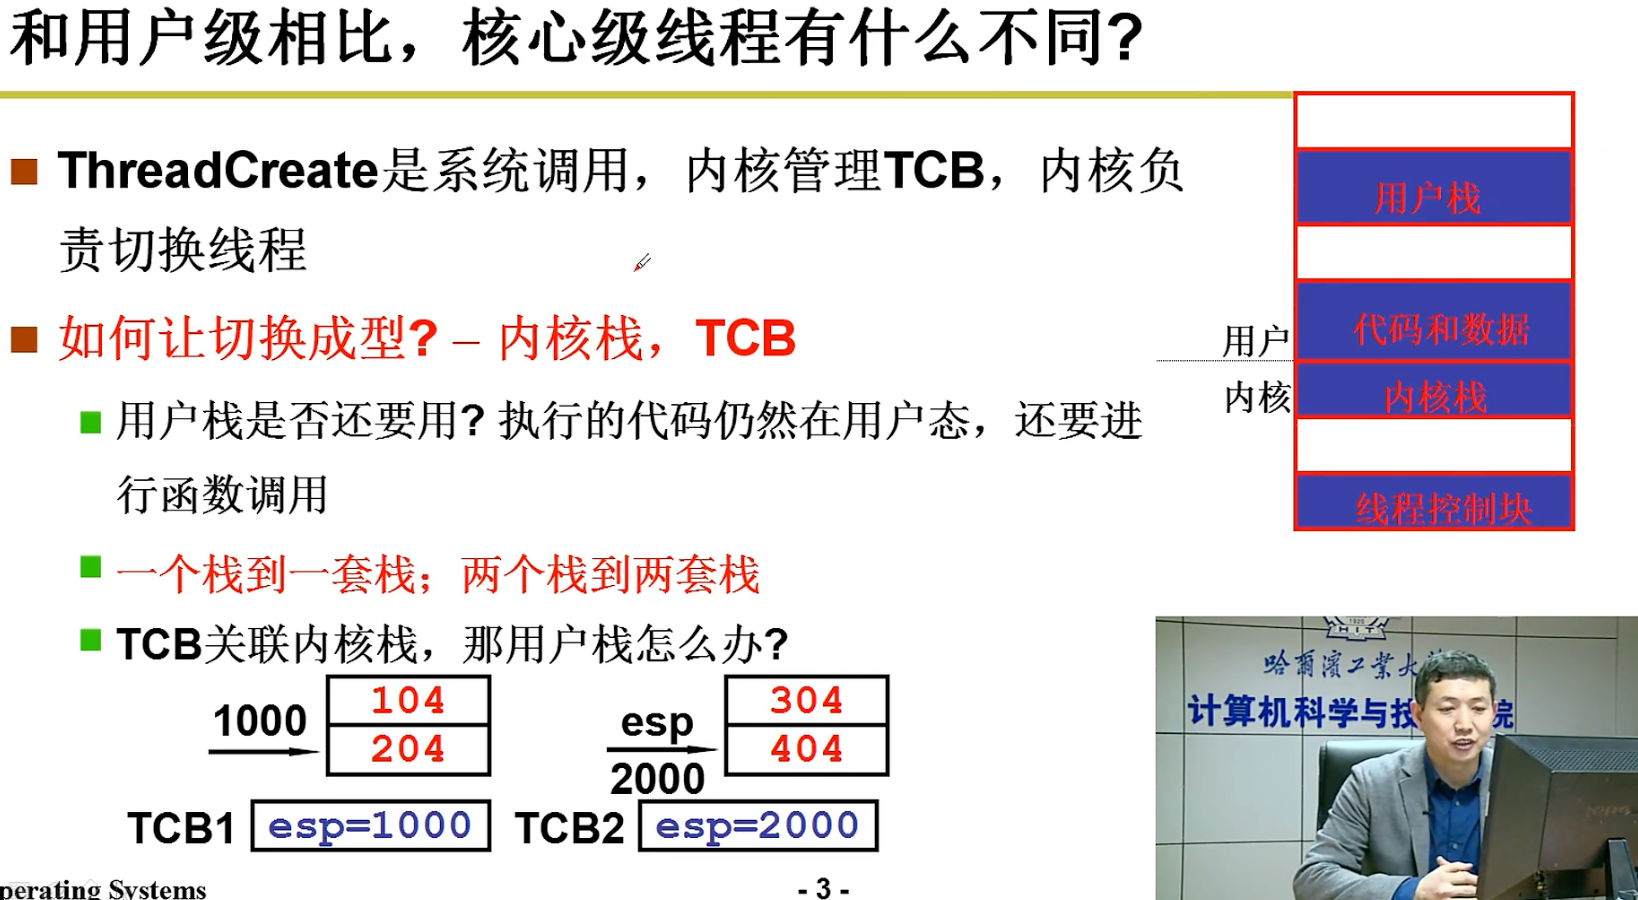 和用户级相比，核心级线程有什么不同?
ThreadCreate是系统调用，内核管理TCB，内核负
责切换线程
如何让切换成型? – 内核栈，TCB
用户栈是否还要用? 执行的代码仍然在用户态，还要进
行函数调用
一个栈到一套栈；两个栈到两套栈
TCB关联内核栈，那用户栈怎么办?
1000
104
204
esp
2000
304
404
TCB1
esp=1000
TCB2
esp=2000
用户栈
代码和数据
用户
内核
内核栈
线程控制块
1920
HIT
哈爾濱工業大
计算机科学与技
院
perating Systems
- 3 -